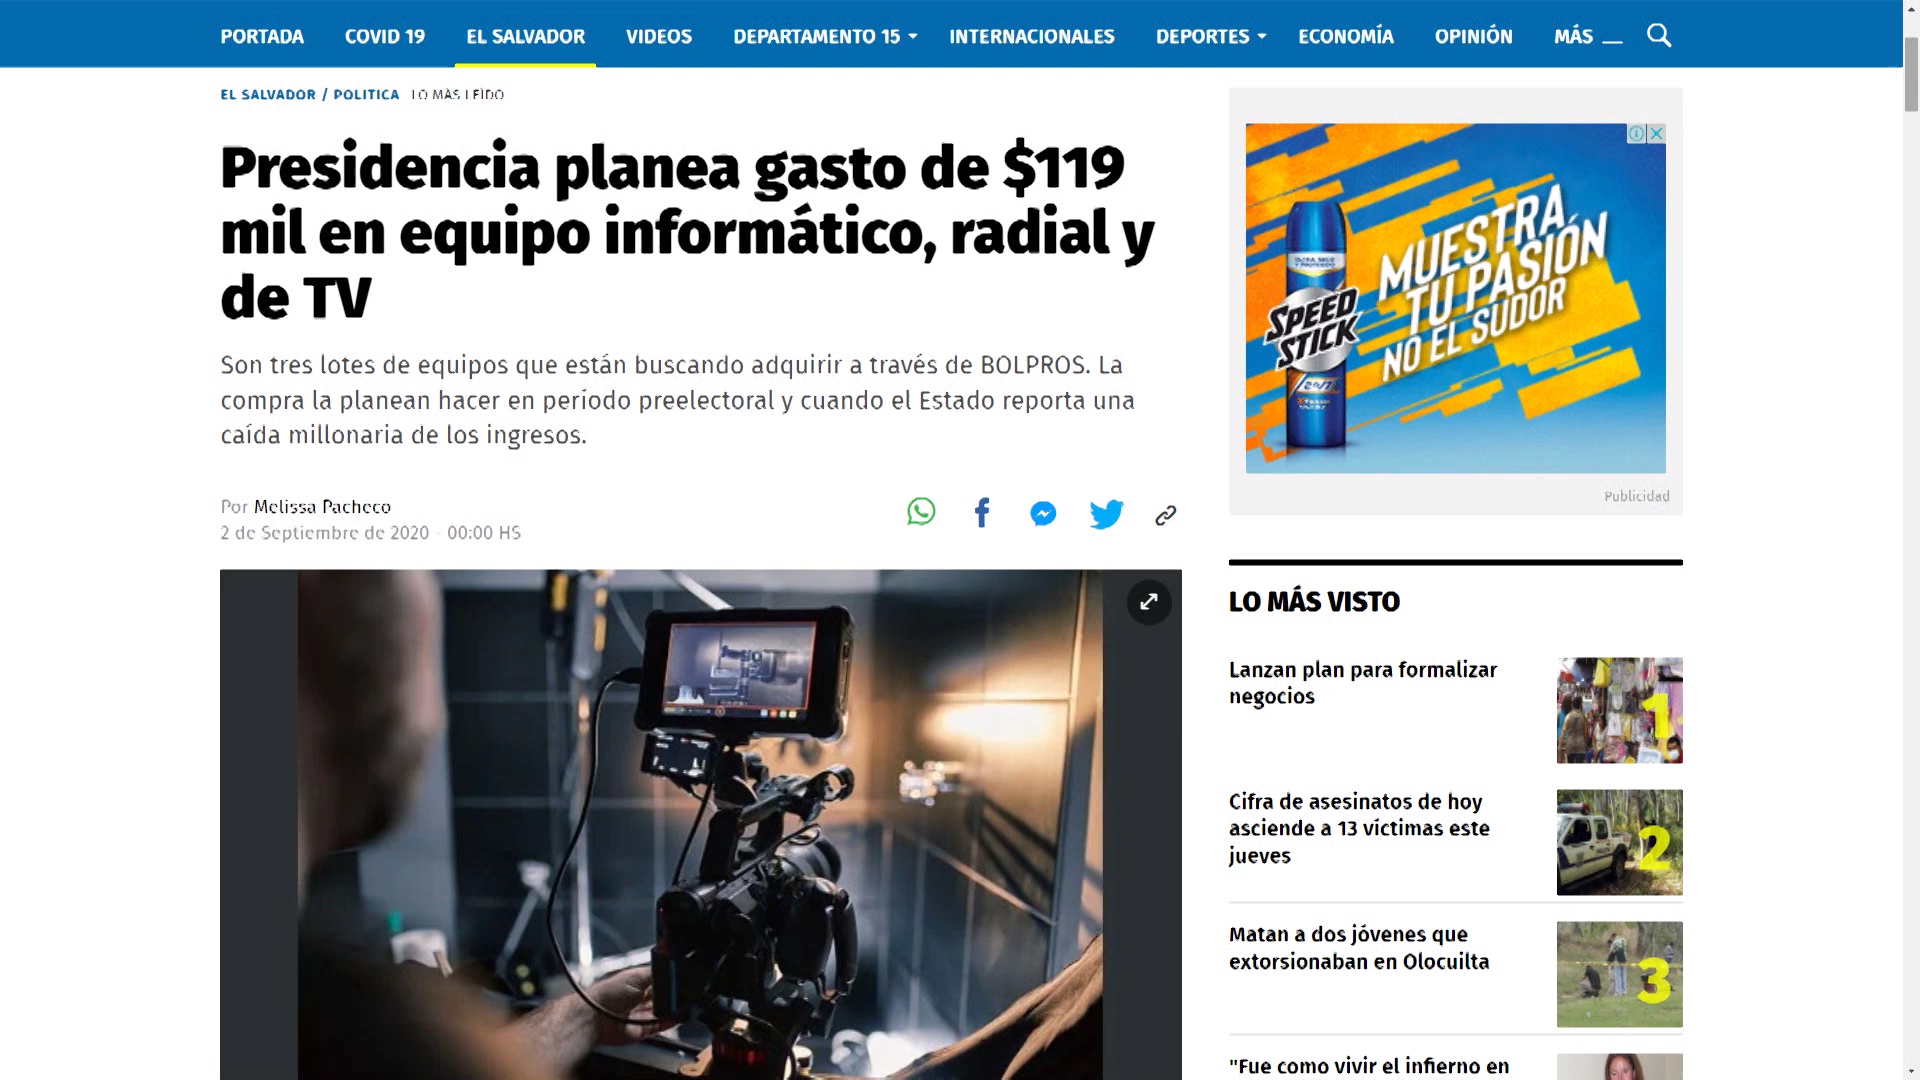 PORTADA COVID 19 EL SALVADOR VIDEOS DEPARTAMENTO 15 INTERNACIONALES DEPORTES ECONOMÍA OPINIÓN MÁS
EL SALVADOR / POLITICA LO MÁS LEÍDO
Presidencia planea gasto de $119
mil en equipo informático, radial y
de TV
Son tres lotes de equipos que están buscando adquirir a través de BOLPROS. La
compra la planean hacer en período preelectoral y cuando el Estado reporta una
caída millonaria de los ingresos.
Por Melissa Pacheco
2 de Septiembre de 2020 - 00:00 HS
MUESTRA
TU PASIÓN
NO EL SUDOR
SPEED
STICK
24/7
Publicidad
LO MÁS VISTO
Lanzan plan para formalizar
negocios
1
Cifra de asesinatos de hoy
asciende a 13 víctimas este
jueves
2
Matan a dos jóvenes que
extorsionaban en Olocuilta
3
"Fue como vivir el infierno en